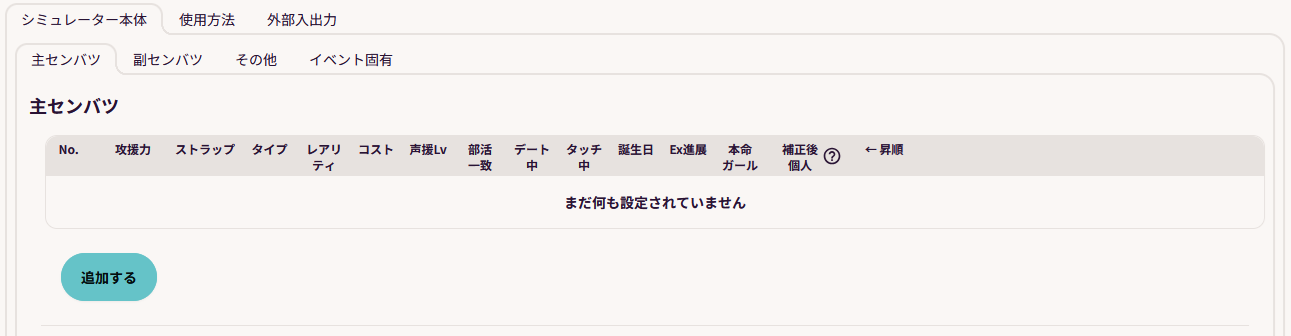 シミュレーター本体 使用方法 外部入出力
主センバツ 副センバツ その他 イベント固有
主センバツ
No. 攻援力 ストラップ タイプ レアリティ コスト 声援Lv 部活一致 デート中 タッチ中 誕生日 Ex進展 本命ガール 補正後個人 ? ← 昇順
まだ何も設定されていません
追加する